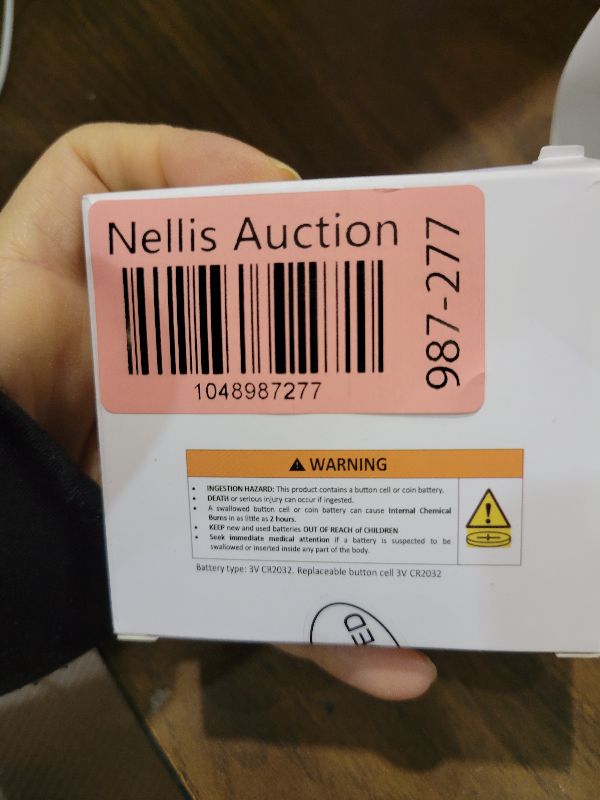 Nellis Auction
1048987277
987-277
WARNING
• INGESTION HAZARD: This product contains a button cell or coin battery.
• DEATH or serious injury can occur if ingested.
• A swallowed button cell or coin battery can cause Internal Chemical
Burns in as little as 2 hours.
• KEEP new and used batteries OUT OF REACH of CHILDREN
• Seek immediate medical attention if a battery is suspected to be
swallowed or inserted inside any part of the body.
Battery type: 3V CR2032. Replaceable button cell 3V CR2032
ED